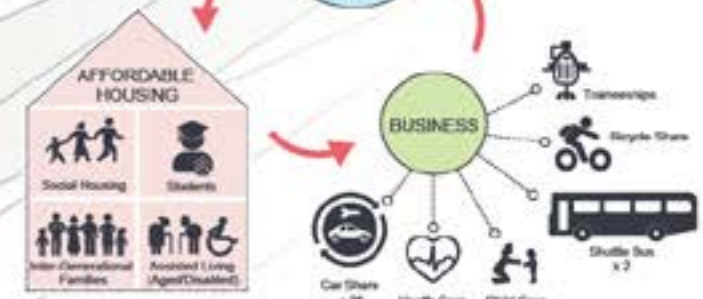 AFFORDABLE
HOUSING
Social Housing
Students
Inter-Generational
Families
Assisted Living
(Aged/Disabled)
BUSINESS
Traineeships
Bicycle Share
Shuttle Bus
x 2
Car Share